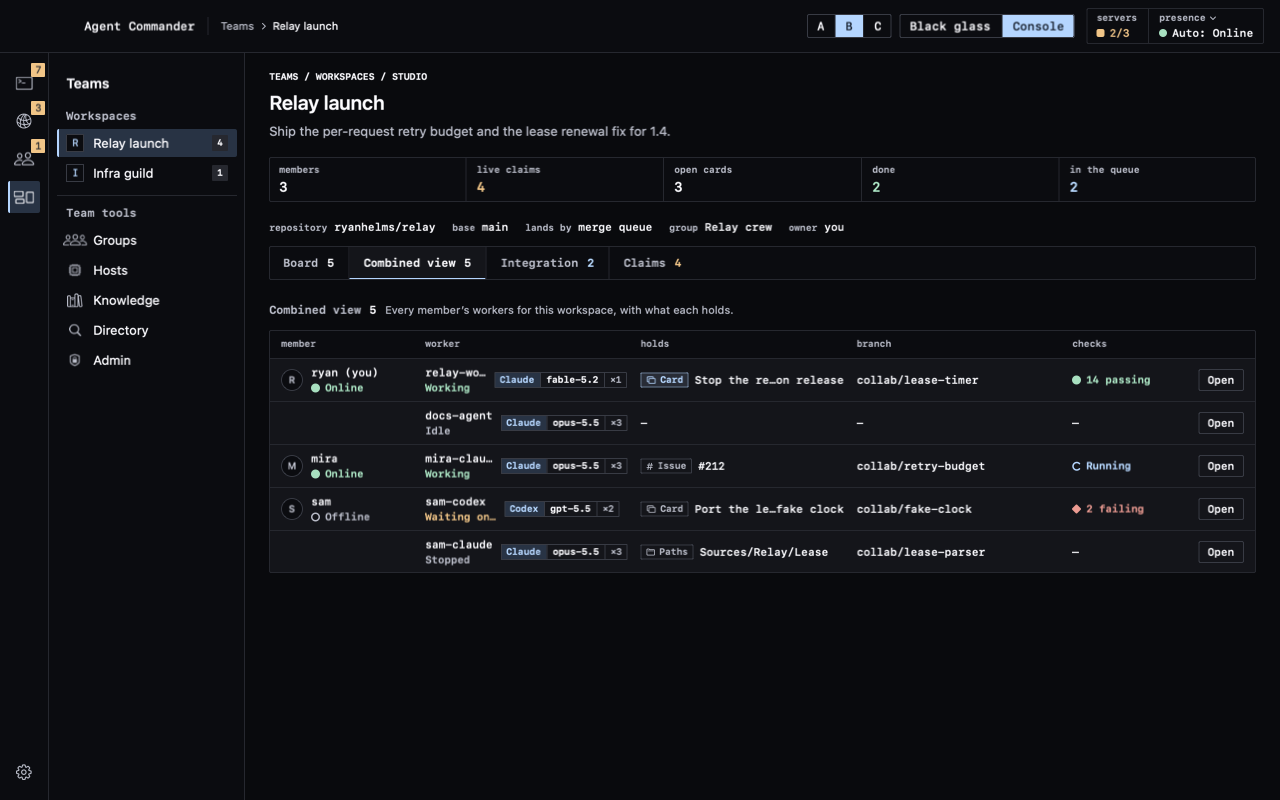 Agent Commander
Teams > Relay launch
A B C
Black glass Console
servers
2/3
presence
Auto: Online
7
3
1
Teams
Workspaces
R Relay launch 4
I Infra guild 1
Team tools
Groups
Hosts
Knowledge
Directory
Admin
TEAMS / WORKSPACES / STUDIO
Relay launch
Ship the per-request retry budget and the lease renewal fix for 1.4.
members
3
live claims
4
open cards
3
done
2
in the queue
2
repository ryanhelms/relay base main lands by merge queue group Relay crew owner you
Board 5 Combined view 5 Integration 2 Claims 4
Combined view 5 Every member’s workers for this workspace, with what each holds.
member worker holds branch checks
R ryan (you) Online relay-wo… Working Claude fable-5.2 ×1 Card Stop the re…on release collab/lease-timer 14 passing Open
docs-agent Idle Claude opus-5.5 ×3 – – – Open
M mira Online mira-clau… Working Claude opus-5.5 ×3 # Issue #212 collab/retry-budget Running Open
S sam Offline sam-codex Waiting on… Codex gpt-5.5 ×2 Card Port the le…fake clock collab/fake-clock 2 failing Open
sam-claude Stopped Claude opus-5.5 ×3 Paths Sources/Relay/Lease collab/lease-parser – Open